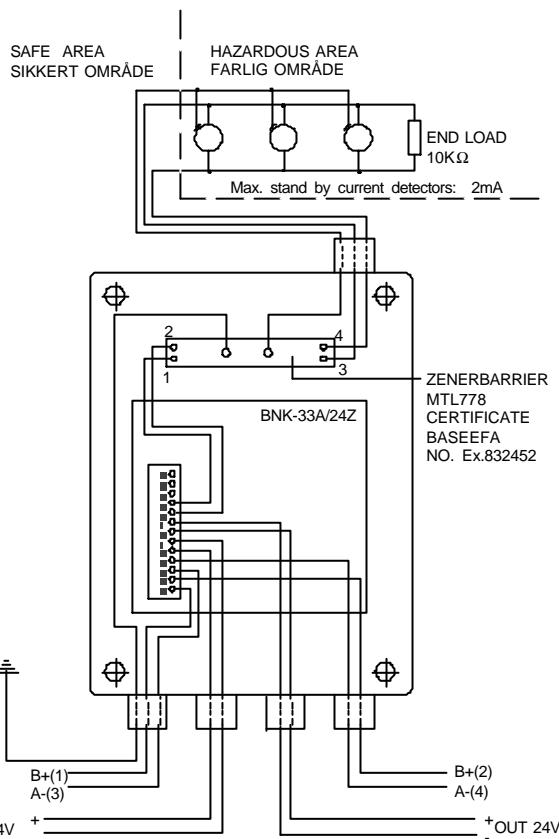 SAFE AREA
SIKKERT OMRÅDE
HAZARDOUS AREA
FARLIG OMRÅDE
END LOAD
10KΩ
Max. stand by current detectors: 2mA
2
4
1
3
ZENERBARRIER
MTL778
CERTIFICATE
BASEEFA
NO. Ex.832452
BNK-33A/24Z
B+(1)
A-(3)
B+(2)
A-(4)
+
4V
+
OUT 24V
-